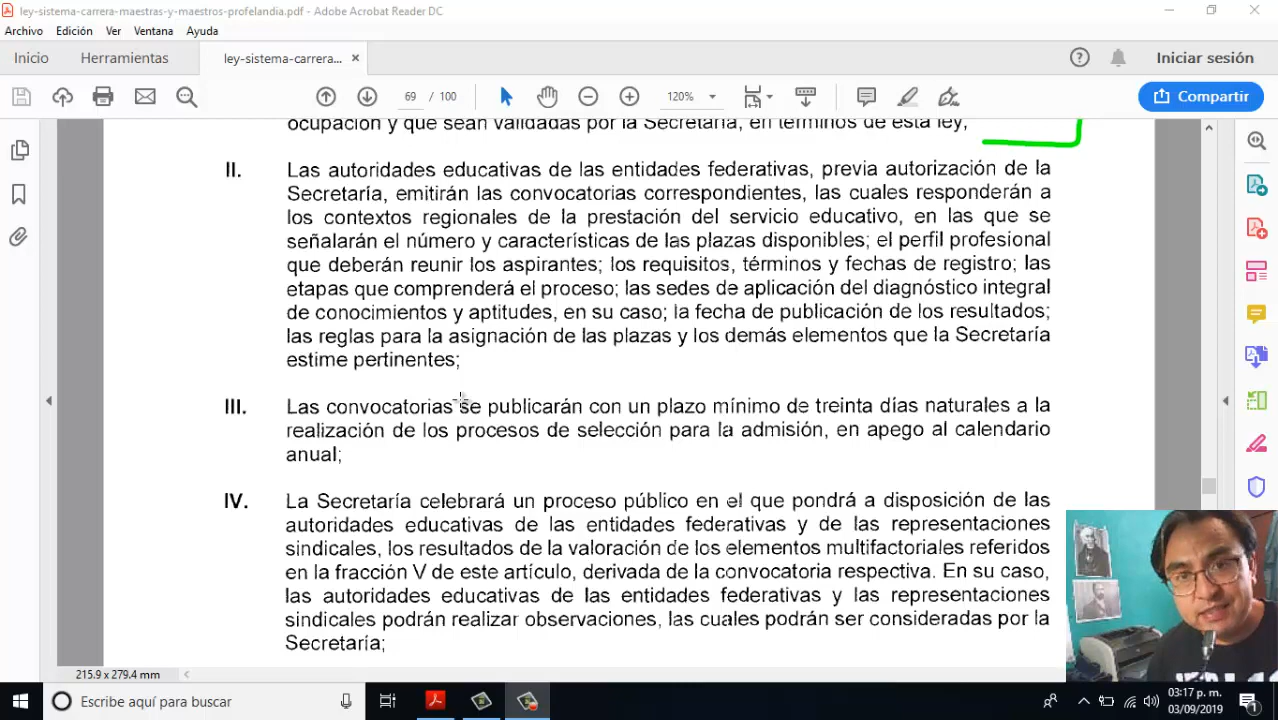 ley-sistema-carrera-maestras-y-maestros-profelandia.pdf - Adobe Acrobat Reader DC
Archivo Edición Ver Ventana Ayuda
Inicio Herramientas ley-sistema-carrera... × Iniciar sesión
69 / 100 120% Compartir
ocupación y que sean validadas por la Secretaría, en términos de esta ley;
II. Las autoridades educativas de las entidades federativas, previa autorización de la
Secretaría, emitirán las convocatorias correspondientes, las cuales responderán a
los contextos regionales de la prestación del servicio educativo, en las que se
señalarán el número y características de las plazas disponibles; el perfil profesional
que deberán reunir los aspirantes; los requisitos, términos y fechas de registro; las
etapas que comprenderá el proceso; las sedes de aplicación del diagnóstico integral
de conocimientos y aptitudes, en su caso; la fecha de publicación de los resultados;
las reglas para la asignación de las plazas y los demás elementos que la Secretaría
estime pertinentes;
III. Las convocatorias se publicarán con un plazo mínimo de treinta días naturales a la
realización de los procesos de selección para la admisión, en apego al calendario
anual;
IV. La Secretaría celebrará un proceso público en el que pondrá a disposición de las
autoridades educativas de las entidades federativas y de las representaciones
sindicales, los resultados de la valoración de los elementos multifactoriales referidos
en la fracción V de este artículo, derivada de la convocatoria respectiva. En su caso,
las autoridades educativas de las entidades federativas y las representaciones
sindicales podrán realizar observaciones, las cuales podrán ser consideradas por la
Secretaría;
215.9 x 279.4 mm
Escribe aquí para buscar
03:17 p. m.
03/09/2019
1